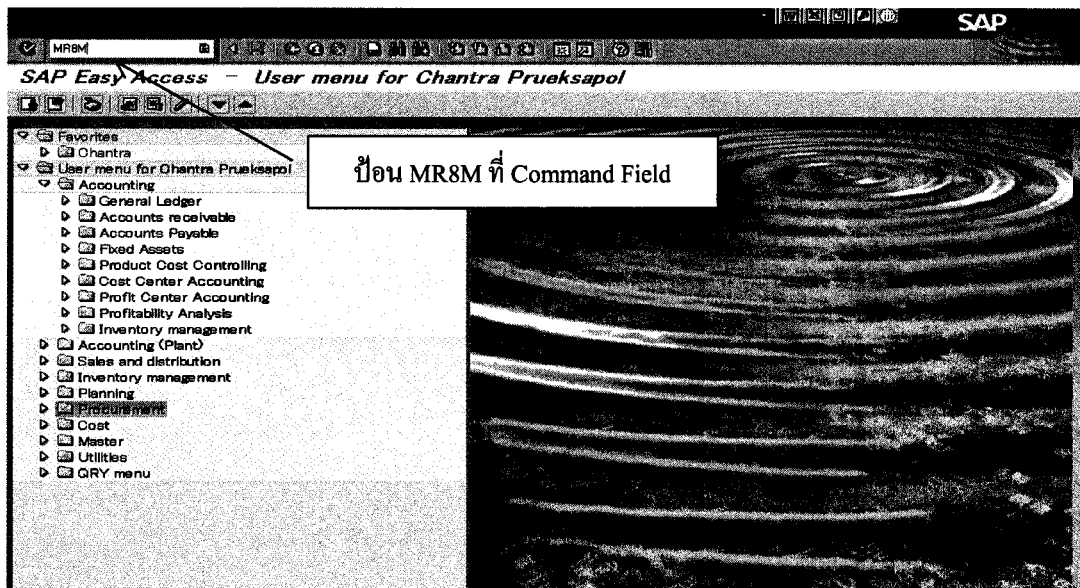 SAP
MR8M
SAP Easy Access - User menu for Chantra Prueksapol
Favorites
Chantra
User menu for Chantra Prueksapol
Accounting
General Ledger
Accounts receivable
Accounts Payable
Fixed Assets
Product Cost Controlling
Cost Center Accounting
Profit Center Accounting
Profitability Analysis
Inventory management
Accounting (Plant)
Sales and distribution
Inventory management
Planning
Procurement
Cost
Master
Utilities
QRY menu
ป้อน MR8M ที่ Command Field